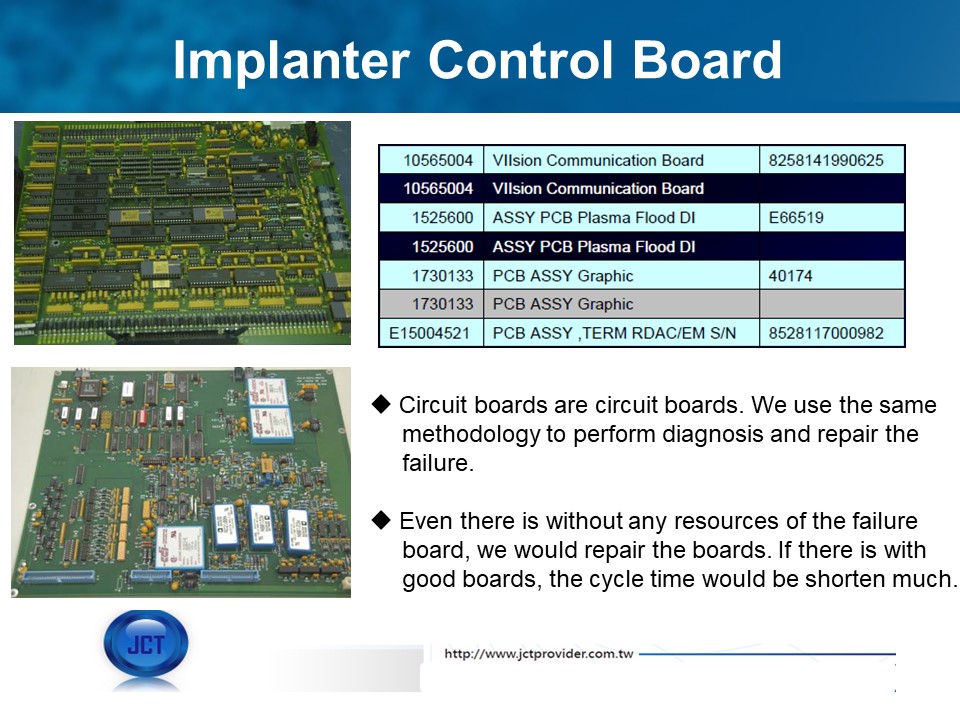 Implanter Control Board
10565004 VIIsion Communication Board 8258141990625
10565004 VIIsion Communication Board
1525600 ASSY PCB Plasma Flood DI E66519
1525600 ASSY PCB Plasma Flood DI
1730133 PCB ASSY Graphic 40174
1730133 PCB ASSY Graphic
E15004521 PCB ASSY ,TERM RDAC/EM S/N 8528117000982
◆ Circuit boards are circuit boards. We use the same
methodology to perform diagnosis and repair the
failure.
◆ Even there is without any resources of the failure
board, we would repair the boards. If there is with
good boards, the cycle time would be shorten much.
JCT
http://www.jctprovider.com.tw